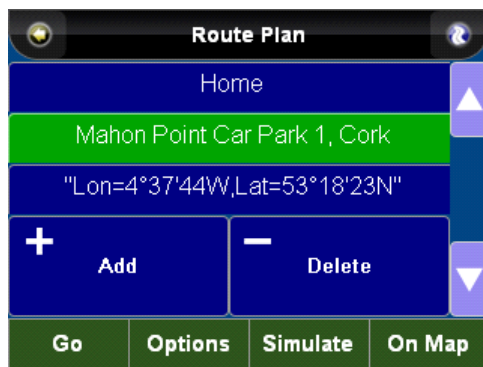 Route Plan
Home
Mahon Point Car Park 1, Cork
"Lon=4°37'44W,Lat=53°18'23N"
+ Add
− Delete
Go Options Simulate On Map